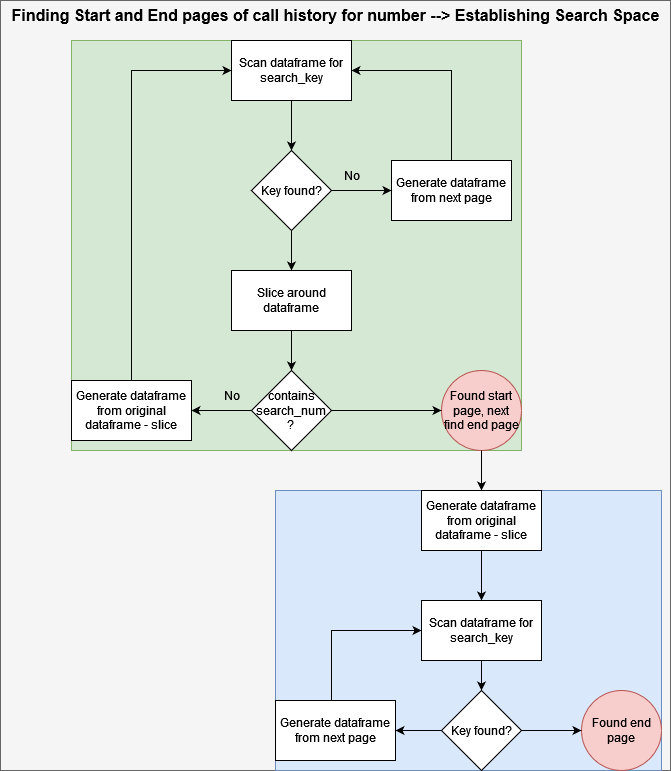 Finding Start and End pages of call history for number --> Establishing Search Space
Scan dataframe for
search_key
Key found?
No
Generate dataframe
from next page
Slice around
dataframe
contains
search_num
?
No
Generate dataframe
from original
dataframe - slice
Found start
page, next
find end page
Generate dataframe
from original
dataframe - slice
Scan dataframe for
search_key
Key found?
Generate dataframe
from next page
Found end
page